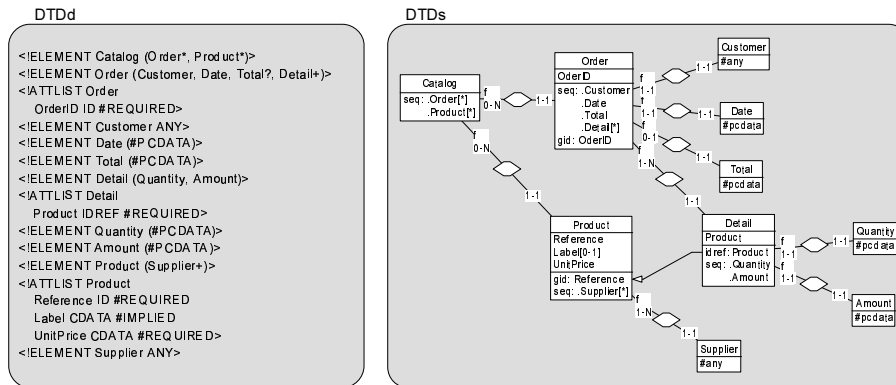 DTDd
<!ELEMENT Catalog (Order*, Product*)>
<!ELEMENT Order (Customer, Date, Total?, Detail+)>
<!ATTLIST Order
OrderID ID #REQUIRED>
<!ELEMENT Customer ANY>
<!ELEMENT Date (#PCDATA)>
<!ELEMENT Total (#PCDATA)>
<!ELEMENT Detail (Quantity, Amount)>
<!ATTLIST Detail
Product IDREF #REQUIRED>
<!ELEMENT Quantity (#PCDATA)>
<!ELEMENT Amount (#PCDATA)>
<!ELEMENT Product (Supplier+)>
<!ATTLIST Product
Reference ID #REQUIRED
Label CDATA #IMPLIED
UnitPrice CDATA #REQUIRED>
<!ELEMENT Supplier ANY>
DTDs
Catalog
seq: .Order[*]
.Product[*]
f
0-N
1-1
f
0-N
1-1
Order
OderID
seq: .Customer
.Date
.Total
.Detail[*]
gid: OderID
f
1-1
1-1
f
1-1
1-1
f
0-1
1-1
f
1-N
1-1
Customer
#any
Date
#pcdata
Total
#pcdata
Product
Reference
Label[0-1]
UnitPrice
gid: Reference
seq: .Supplier[*]
f
1-N
1-1
Detail
Product
idref: Product
seq: .Quantity
.Amount
f
1-1
1-1
f
1-1
1-1
Quantity
#pcdata
Amount
#pcdata
Supplier
#any